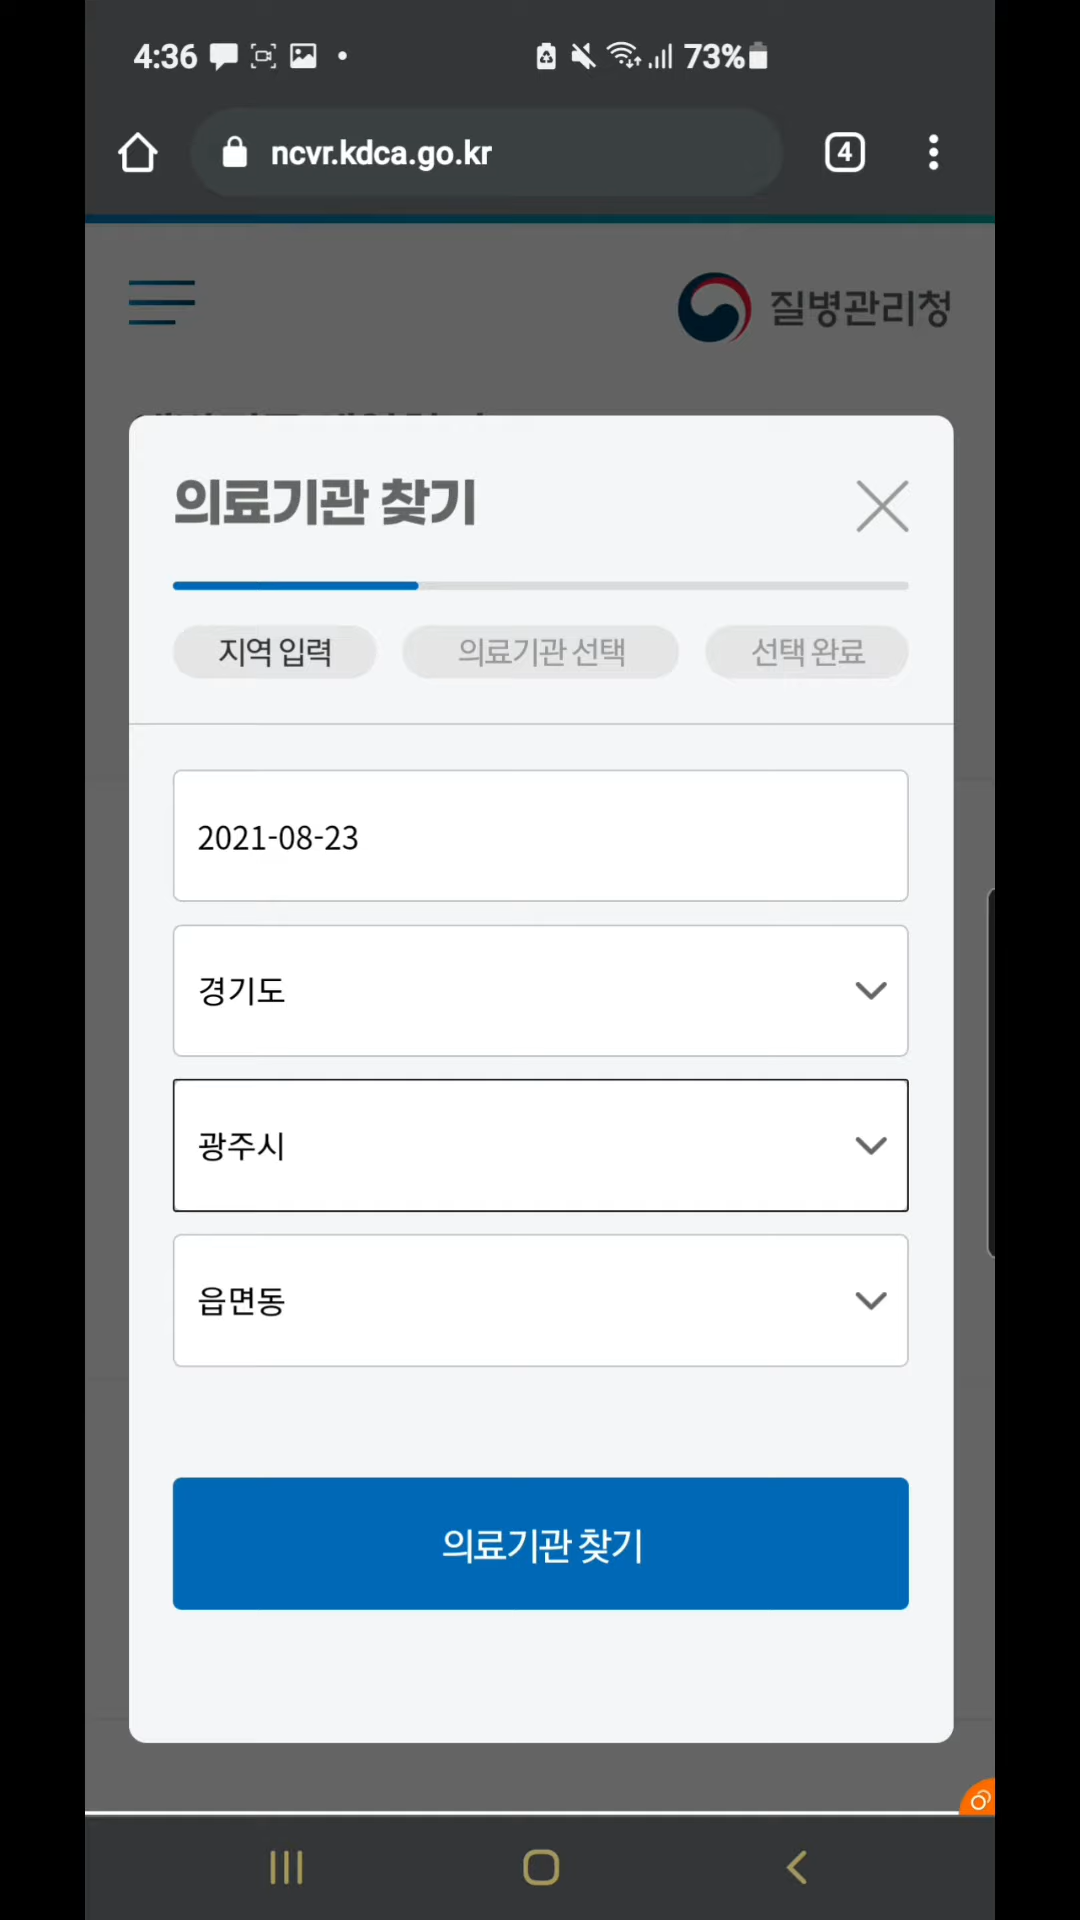 4:36
73%
ncvr.kdca.go.kr
4
질병관리청
의료기관 찾기
지역 입력
의료기관 선택
선택 완료
2021-08-23
경기도
광주시
읍면동
의료기관 찾기